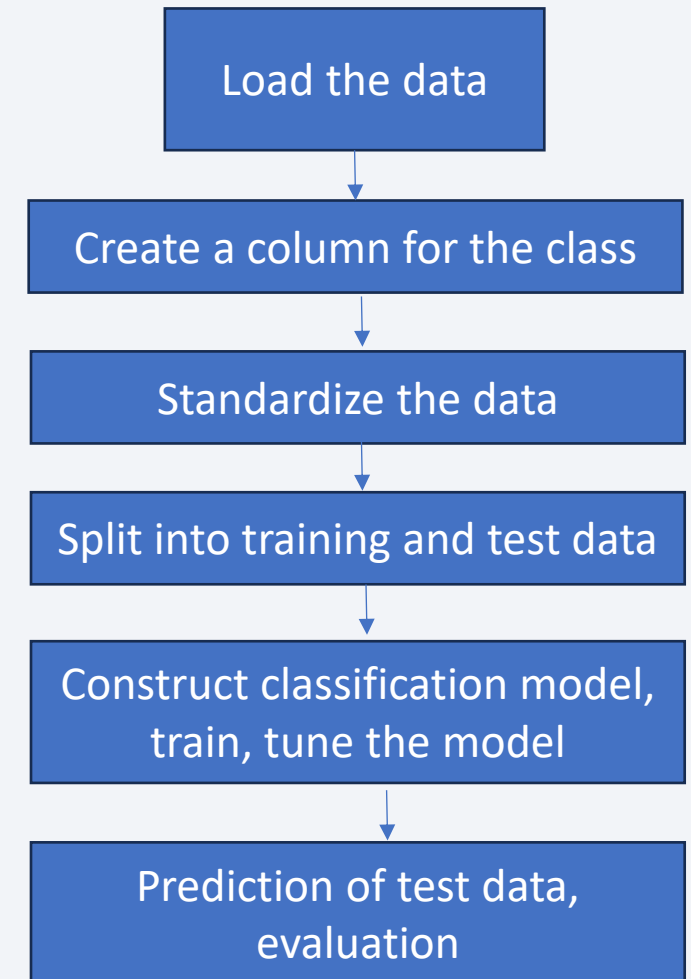 Load the data
Create a column for the class
Standardize the data
Split into training and test data
Construct classification model,
train, tune the model
Prediction of test data,
evaluation